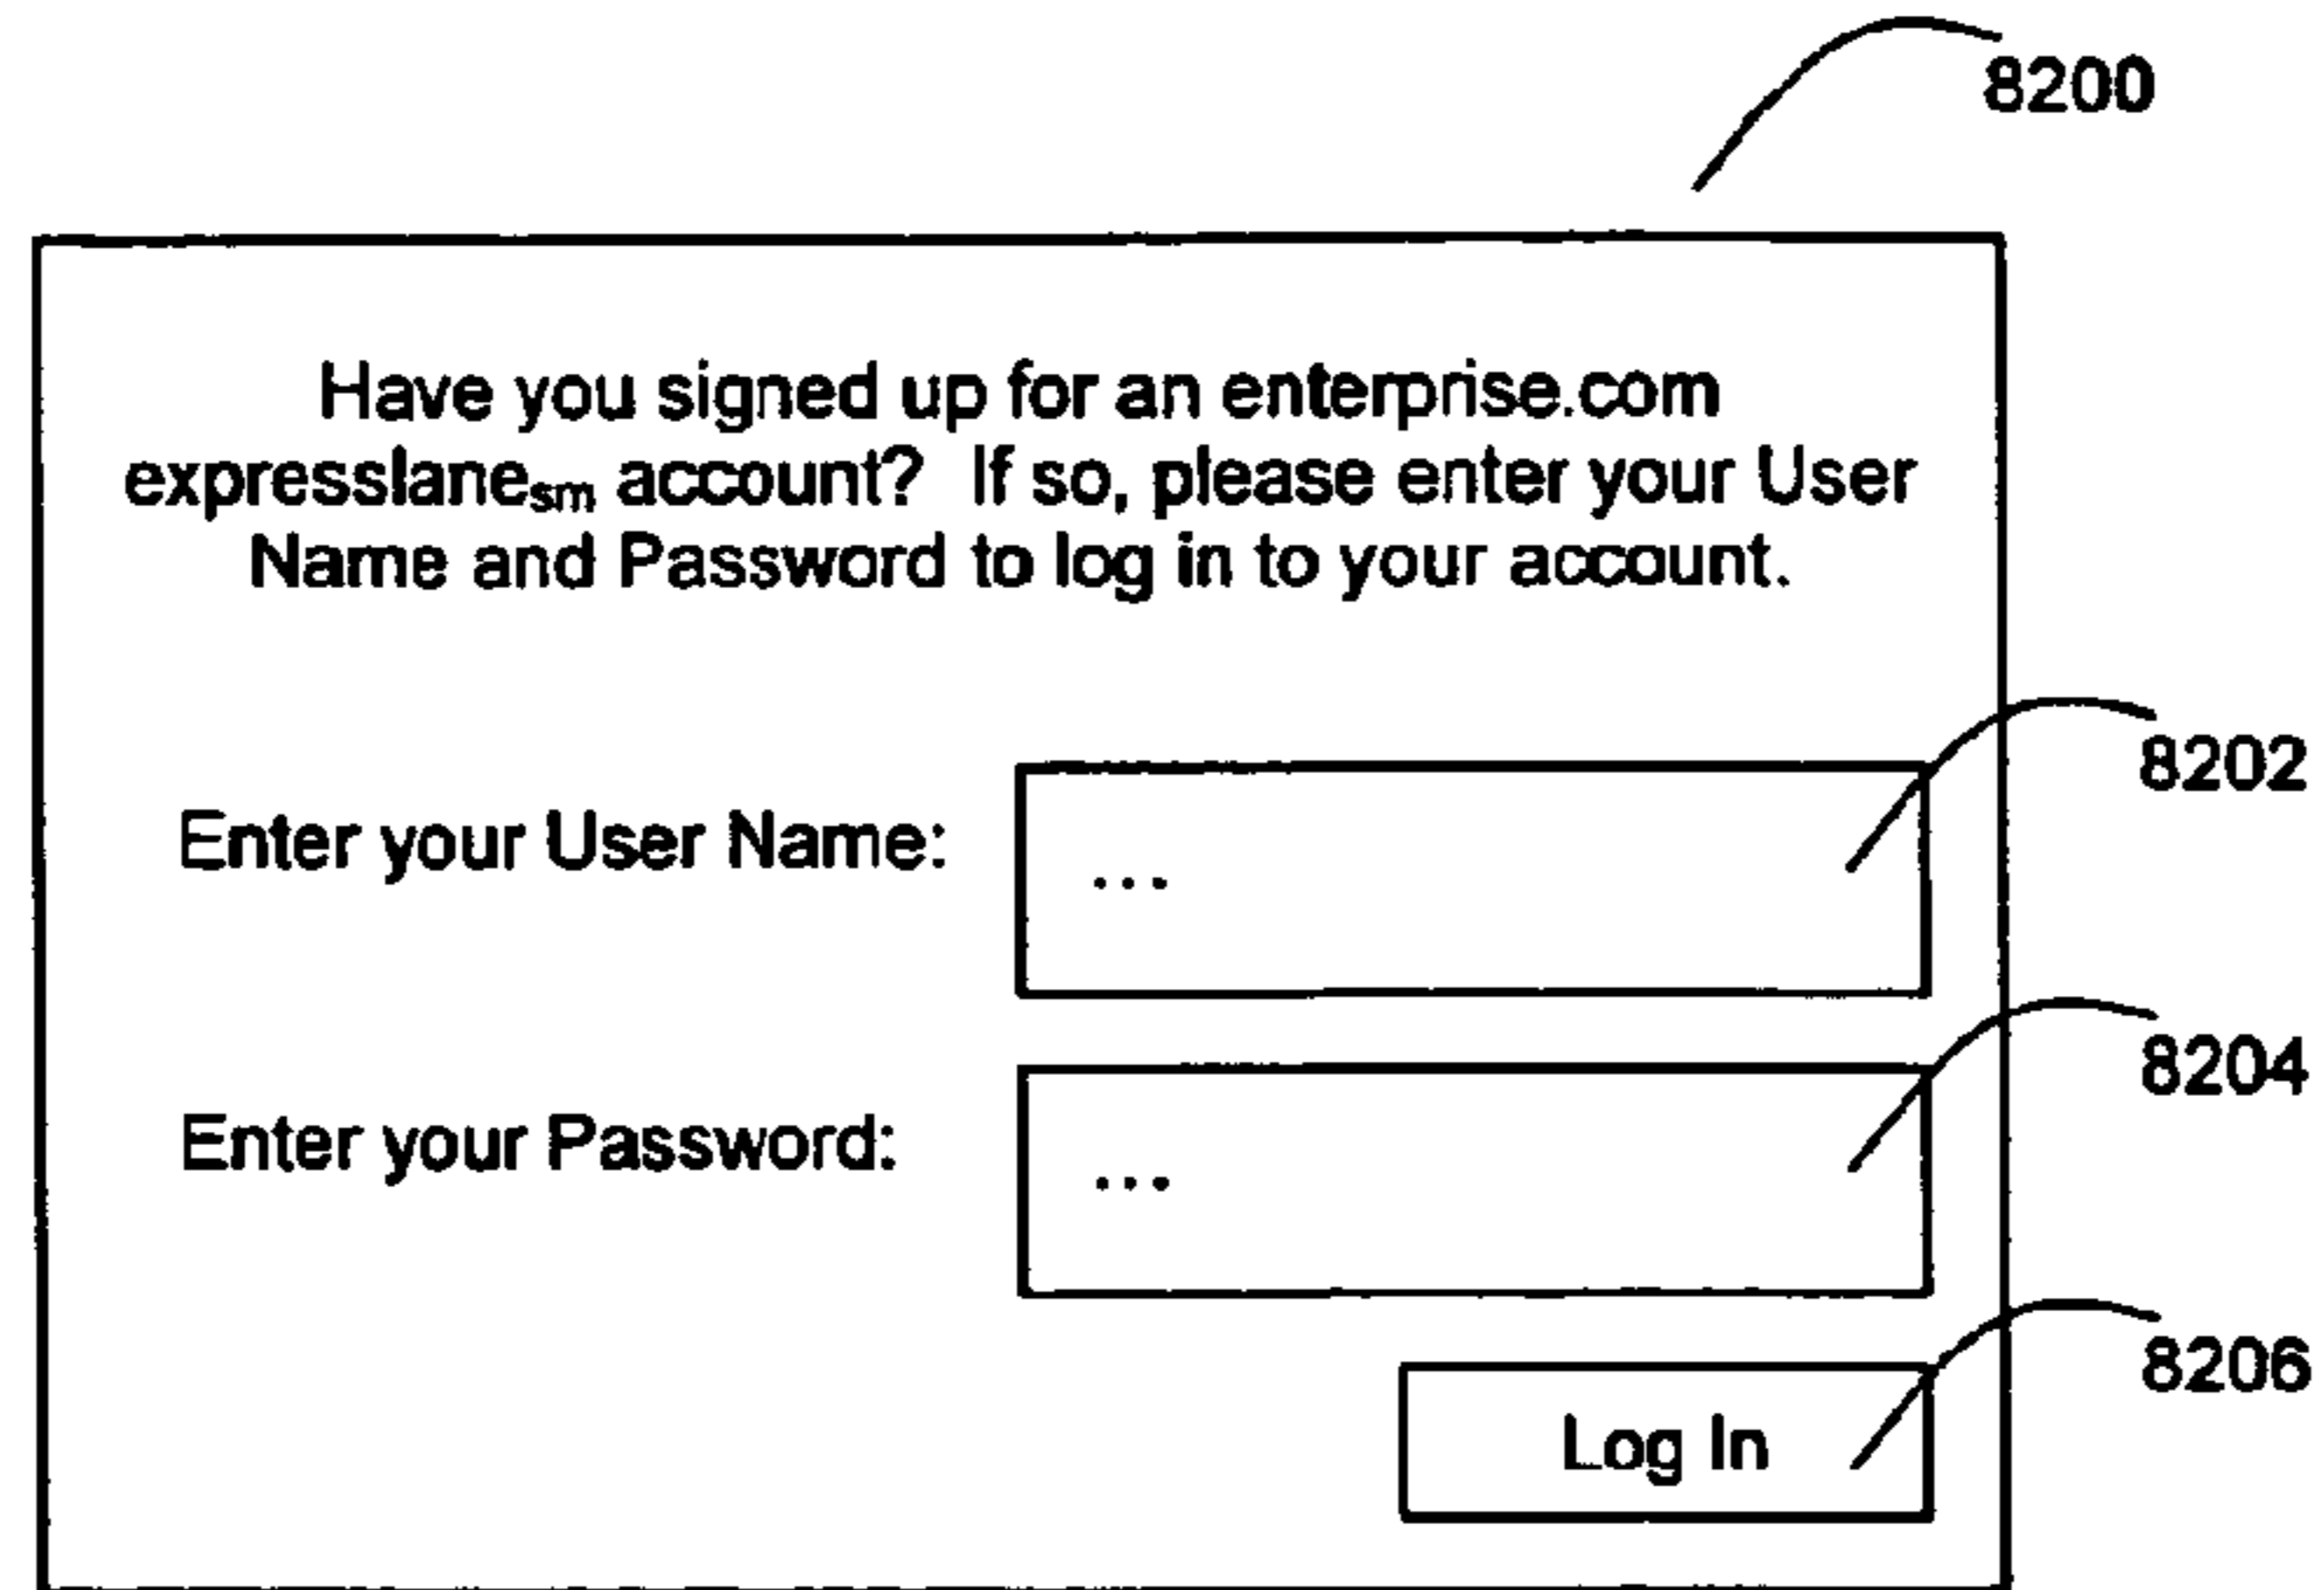 8200
Have you signed up for an enterprise.com
expresslanesm account? If so, please enter your User
Name and Password to log in to your account.
8202
Enter your User Name:
...
8204
Enter your Password:
...
8206
Log In